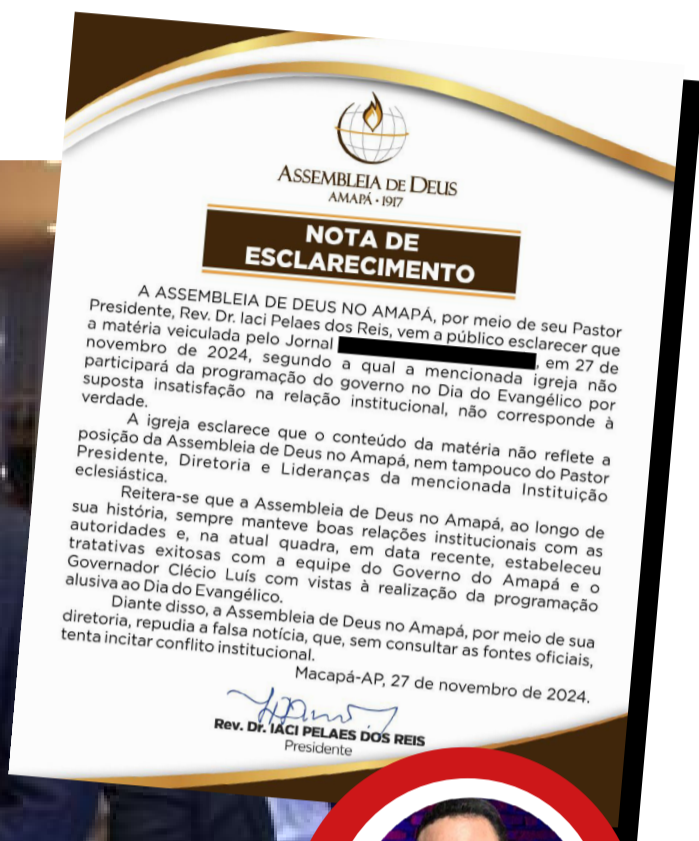 ASSEMBLEIA DE DEUS
AMAPÁ • 1917
NOTA DE
ESCLARECIMENTO
A ASSEMBLEIA DE DEUS NO AMAPÁ, por meio de seu Pastor
Presidente, Rev. Dr. Iaci Pelaes dos Reis, vem a público esclarecer que
a matéria veiculada pelo Jornal , em 27 de
novembro de 2024, segundo a qual a mencionada igreja não
participará da programação do governo no Dia do Evangélico por
suposta insatisfação na relação institucional, não corresponde à
verdade.
A igreja esclarece que o conteúdo da matéria não reflete a
posição da Assembleia de Deus no Amapá, nem tampouco do Pastor
Presidente, Diretoria e Lideranças da mencionada Instituição
eclesiástica.
Reitera-se que a Assembleia de Deus no Amapá, ao longo de
sua história, sempre manteve boas relações institucionais com as
autoridades e, na atual quadra, em data recente, estabeleceu
tratativas exitosas com a equipe do Governo do Amapá e o
Governador Clécio Luís com vistas à realização da programação
alusiva ao Dia do Evangélico.
Diante disso, a Assembleia de Deus no Amapá, por meio de sua
diretoria, repudia a falsa notícia, que, sem consultar as fontes oficiais,
tenta incitar conflito institucional.
Macapá-AP, 27 de novembro de 2024.
Rev. Dr. IACI PELAES DOS REIS
Presidente